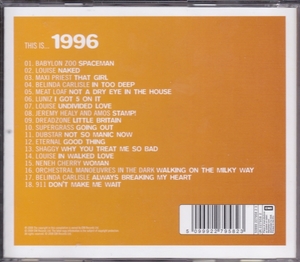 THIS IS... 1996
01. BABYLON ZOO SPACEMAN
02. LOUISE NAKED
03. MAXI PRIEST THAT GIRL
04. BELINDA CARLISLE IN TOO DEEP
05. MEAT LOAF NOT A DRY EYE IN THE HOUSE
06. LUNIZ I GOT 5 ON IT
07. LOUISE UNDIVIDED LOVE
08. JEREMY HEALY AND AMOS STAMP!
09. DREADZONE LITTLE BRITAIN
10. SUPERGRASS GOING OUT
11. DUBSTAR NOT SO MANIC NOW
12. ETERNAL GOOD THING
13. SHAGGY WHY YOU TREAT ME SO BAD
14. LOUISE IN WALKED LOVE
15. NENEH CHERRY WOMAN
16. ORCHESTRAL MANOEUVRES IN THE DARK WALKING ON THE MILKY WAY
17. BELINDA CARLISLE ALWAYS BREAKING MY HEART
18. 911 DON'T MAKE ME WAIT